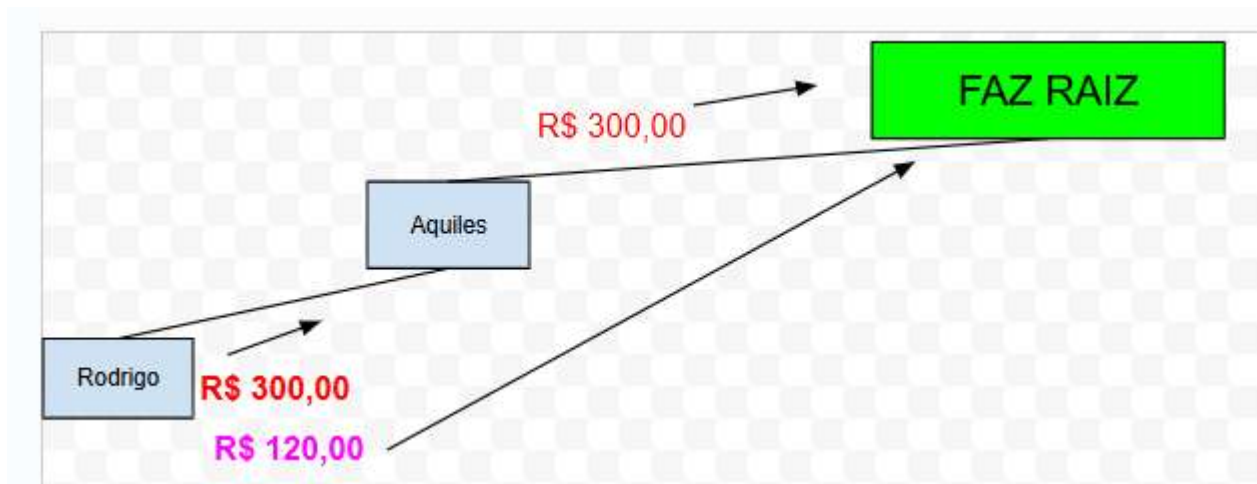 FAZ RAIZ
R$ 300,00
Aquiles
Rodrigo
R$ 300,00
R$ 120,00